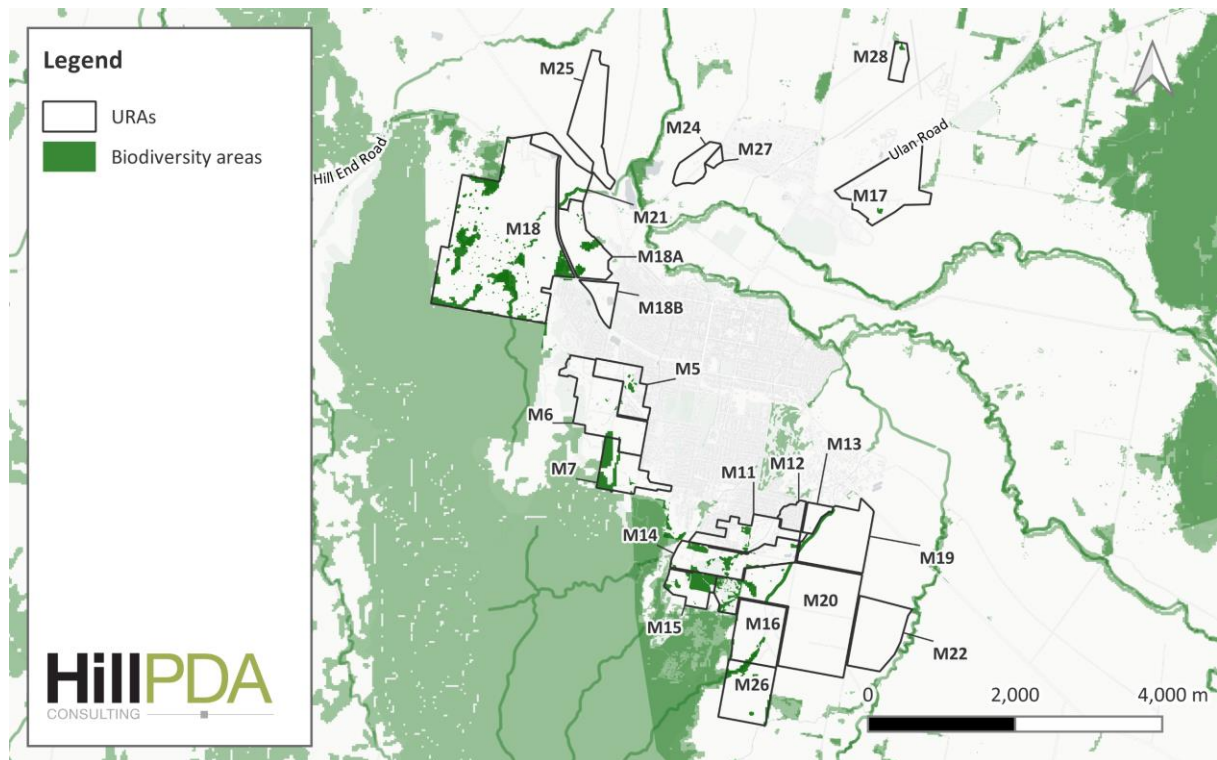 Legend
URAs
Biodiversity areas
HillPDA
CONSULTING
Hill End Road
Ulan Road
M25
M28
M24
M27
M17
M18
M21
M18A
M18B
M5
M6
M7
M11
M12
M13
M14
M19
M20
M15
M16
M22
M26
0 2,000 4,000 m